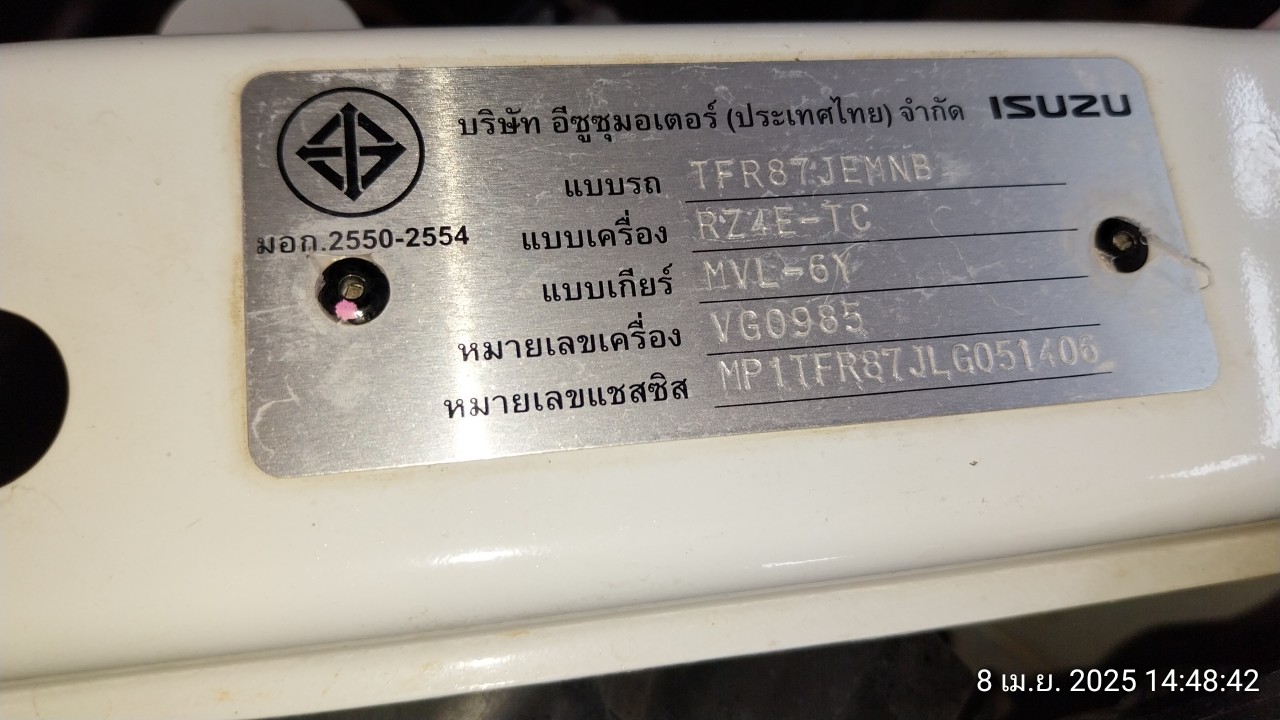 บริษัท อีซูซุมอเตอร์ (ประเทศไทย) จำกัด ISUZU
แบบรถ TFR87JEMNB
มอก.2550-2554
แบบเครื่อง RZ4E-TC
แบบเกียร์ MVL-6Y
หมายเลขเครื่อง VG0985
หมายเลขแชสซิส MP1TFR87JLG051406
8 เม.ย. 2025 14:48:42